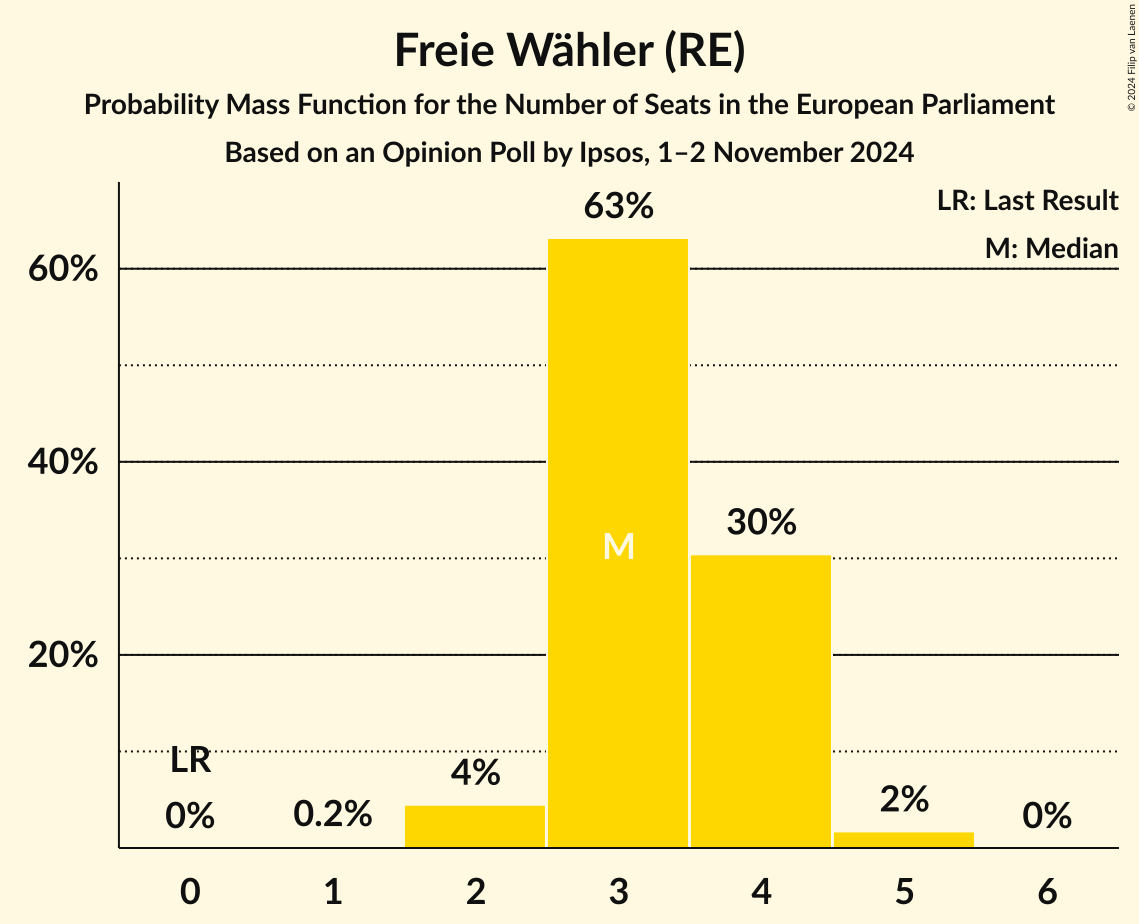 Freie Wähler (RE)
Probability Mass Function for the Number of Seats in the European Parliament
Based on an Opinion Poll by Ipsos, 1–2 November 2024
© 2024 Filip van Laenen
LR: Last Result
M: Median
60%
40%
20%
LR
0%
0.2%
4%
63%
M
30%
2%
0%
0
1
2
3
4
5
6